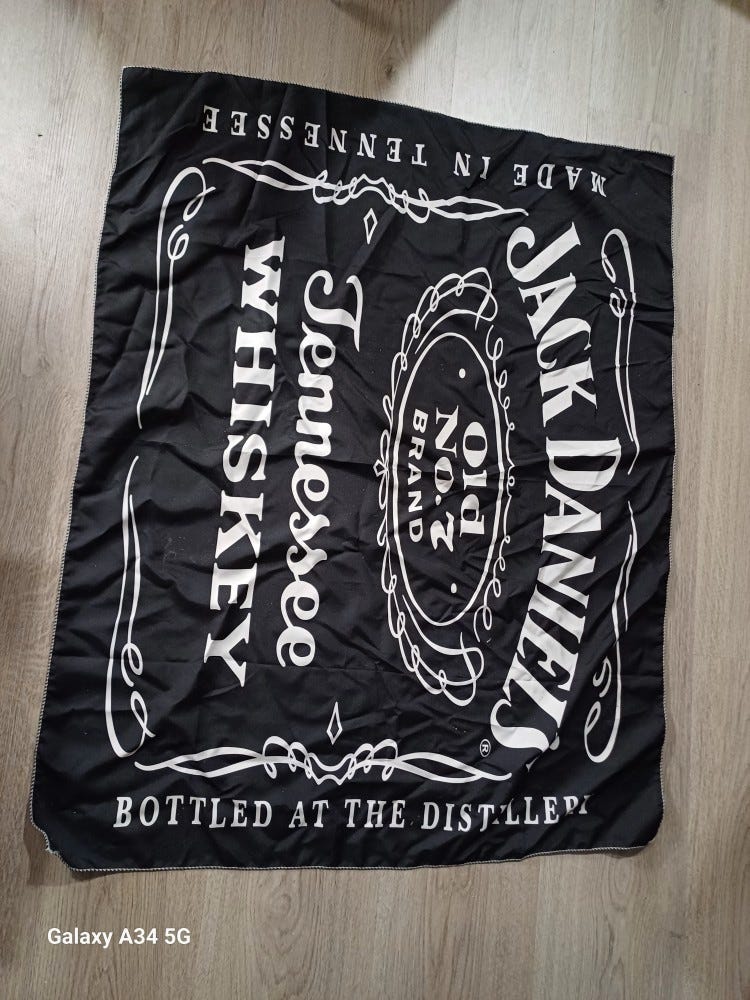 MADE IN TENNESSEE
JACK DANIEL'S
®
Old
No. 7
BRAND
Tennessee
WHISKEY
BOTTLED AT THE DISTILLERY
Galaxy A34 5G